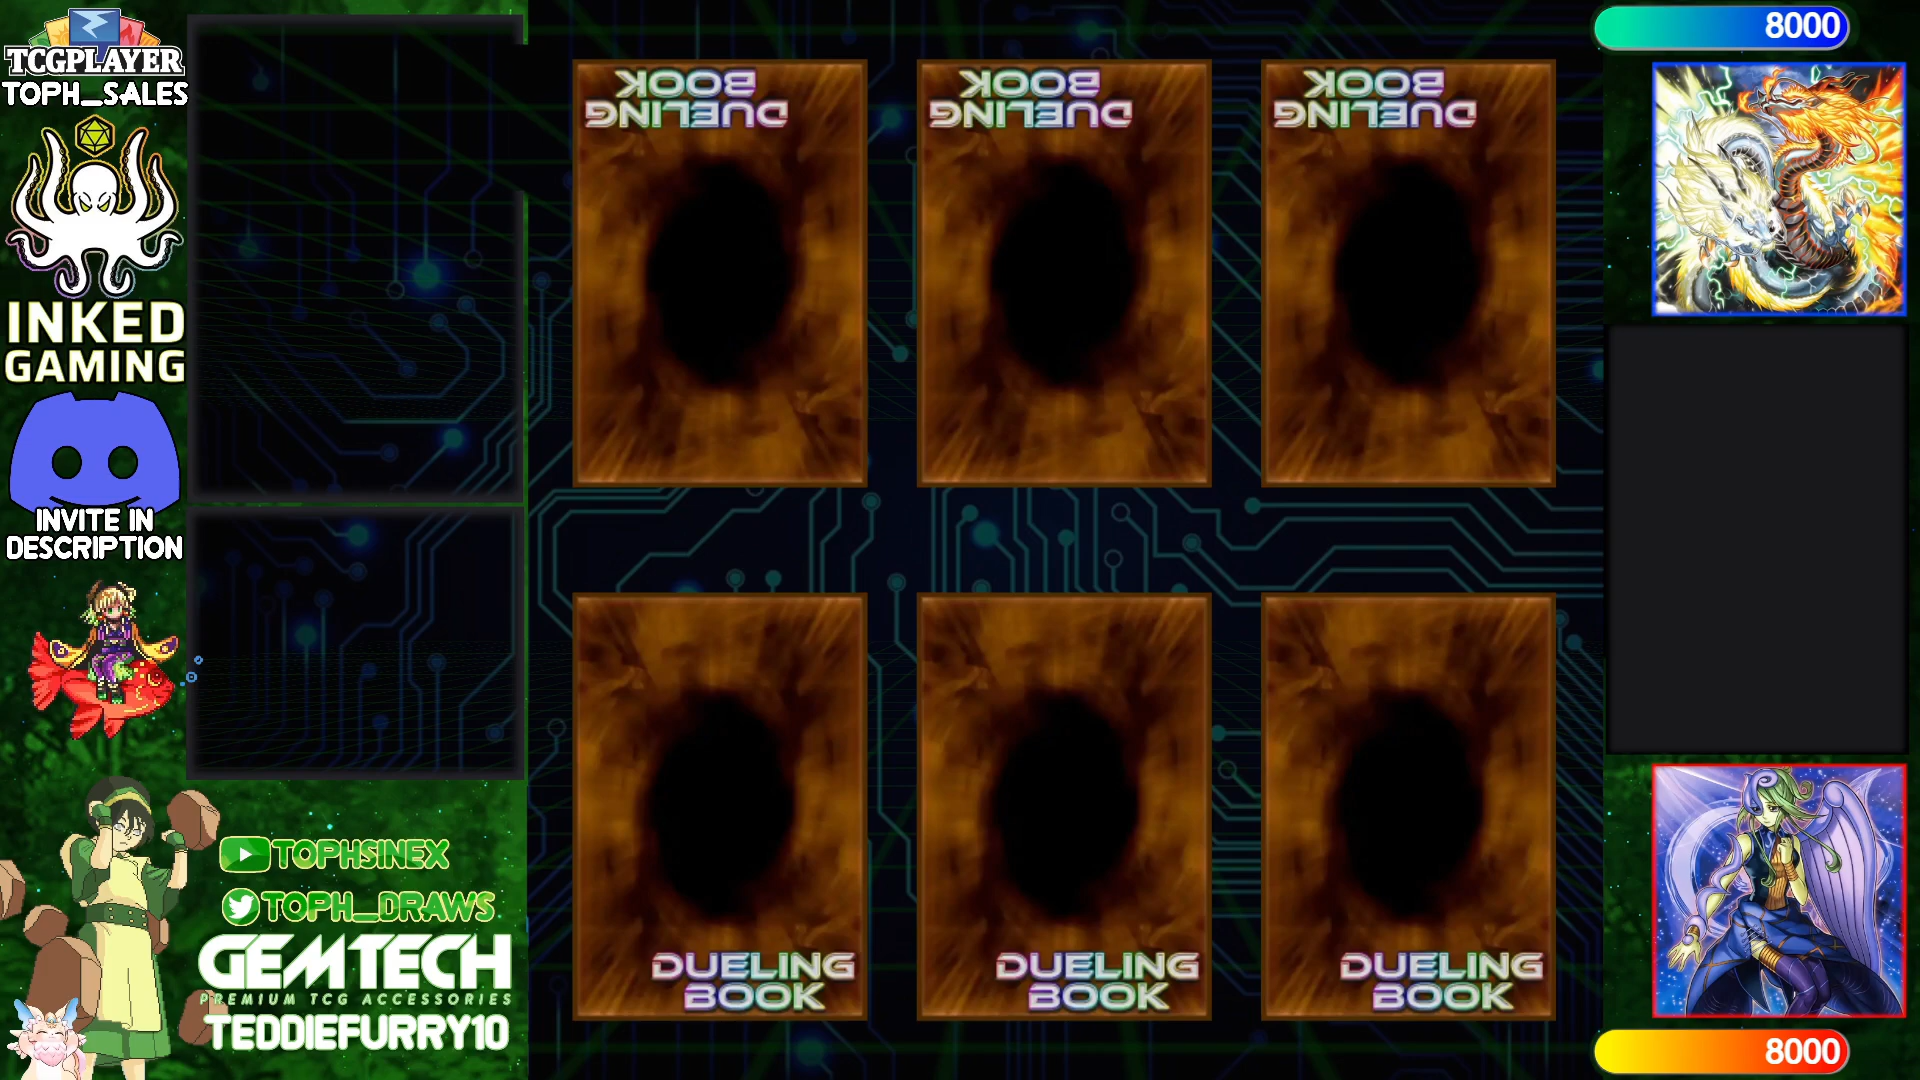 TCGPLAYER
TOPH_SALES
INKED
GAMING
INVITE IN
DESCRIPTION
TOPHSINEX
TOPH_DRAWS
GEMTECH
PREMIUM TCG ACCESSORIES
TEDDIEFURRY10
DUELING
BOOK
DUELING
BOOK
DUELING
BOOK
DUELING
BOOK
DUELING
BOOK
DUELING
BOOK
8000
8000